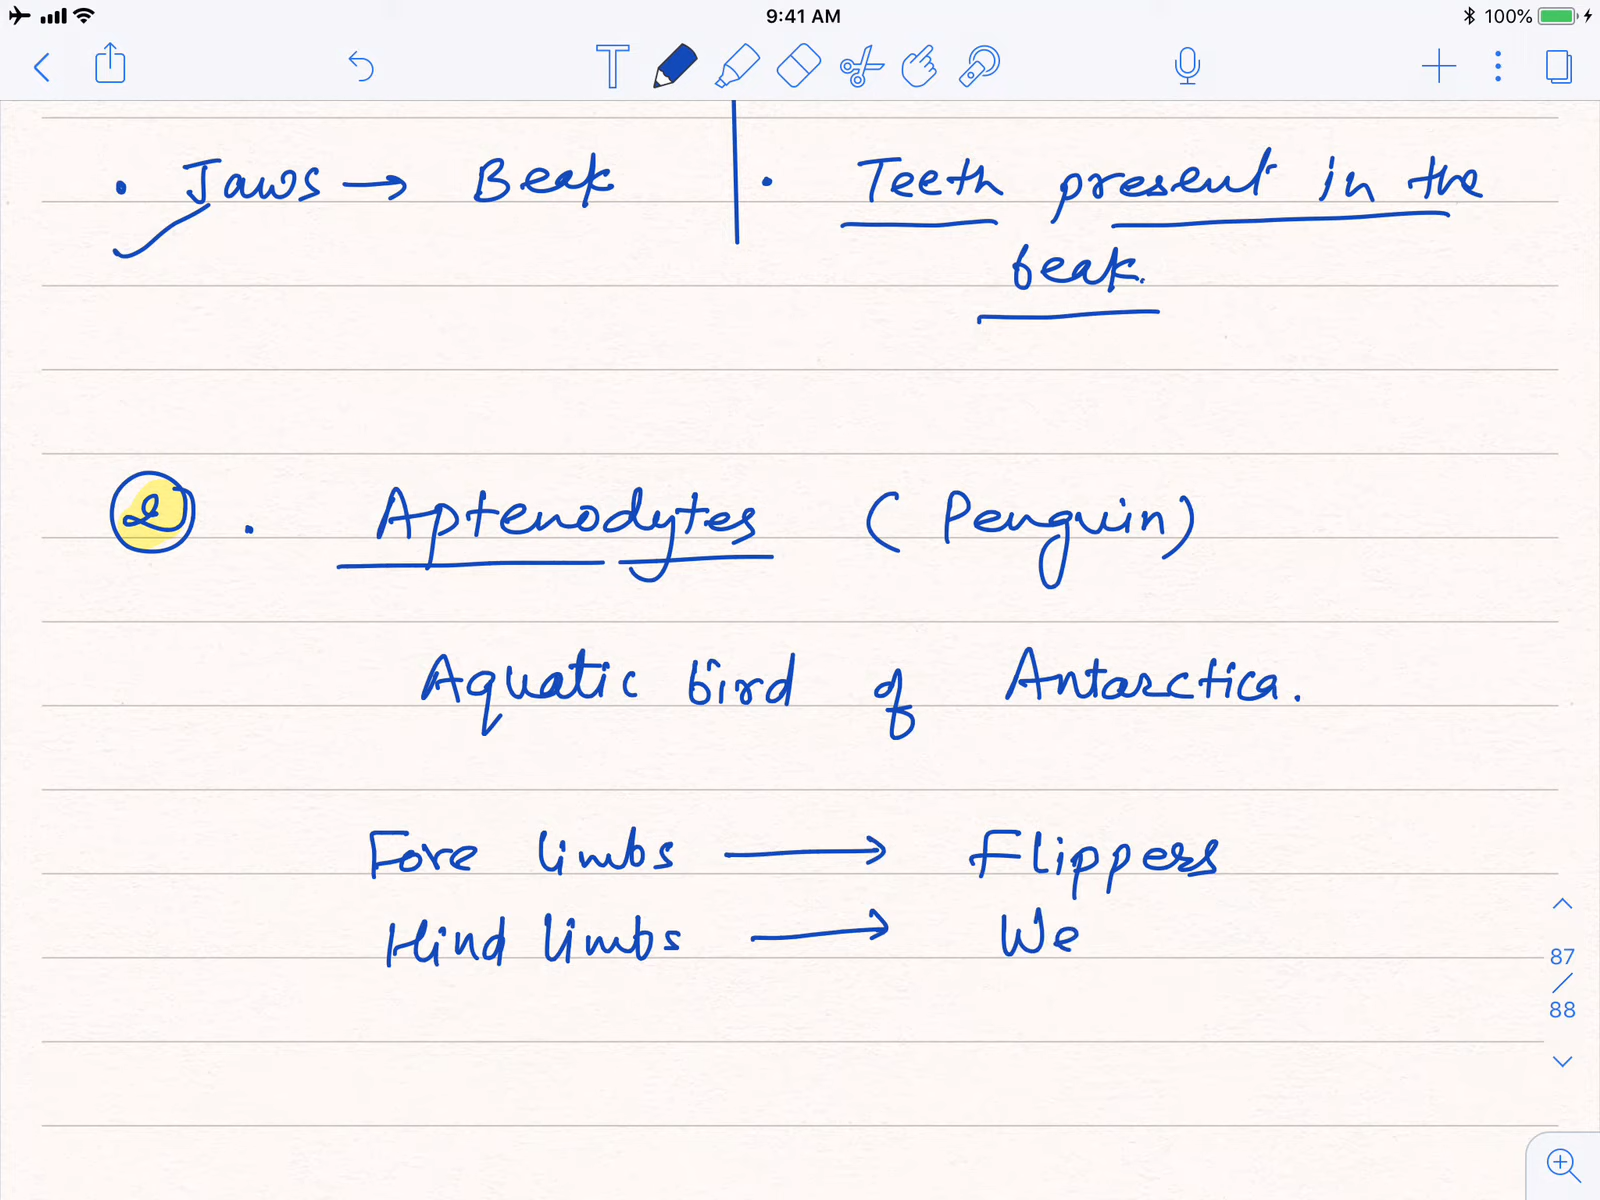 9:41 AM
100%
• Jaws → Beak
• Teeth present in the
beak.
2. Aptenodytes (Penguin)
Aquatic bird of Antarctica.
Fore limbs → Flippers
Hind limbs → We
87
/
88